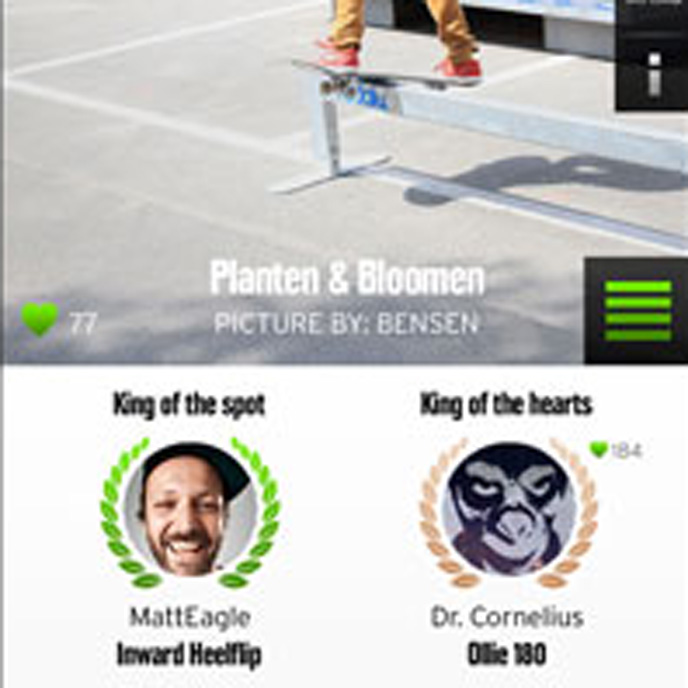 Planten & Bloomen
77
PICTURE BY: BENSEN
King of the spot
King of the hearts
184
MattEagle
Dr. Cornelius
Inward Heelflip
Ollie 180